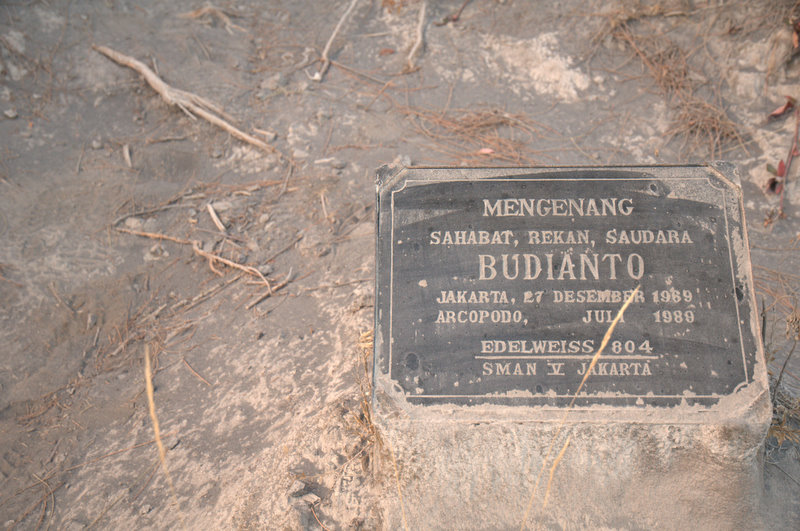 MENGENANG
SAHABAT, REKAN, SAUDARA
BUDIANTO
JAKARTA, 27 DESEMBER 1969
ARCOPODO, JULI 1989
EDELWEISS 804
SMAN V JAKARTA